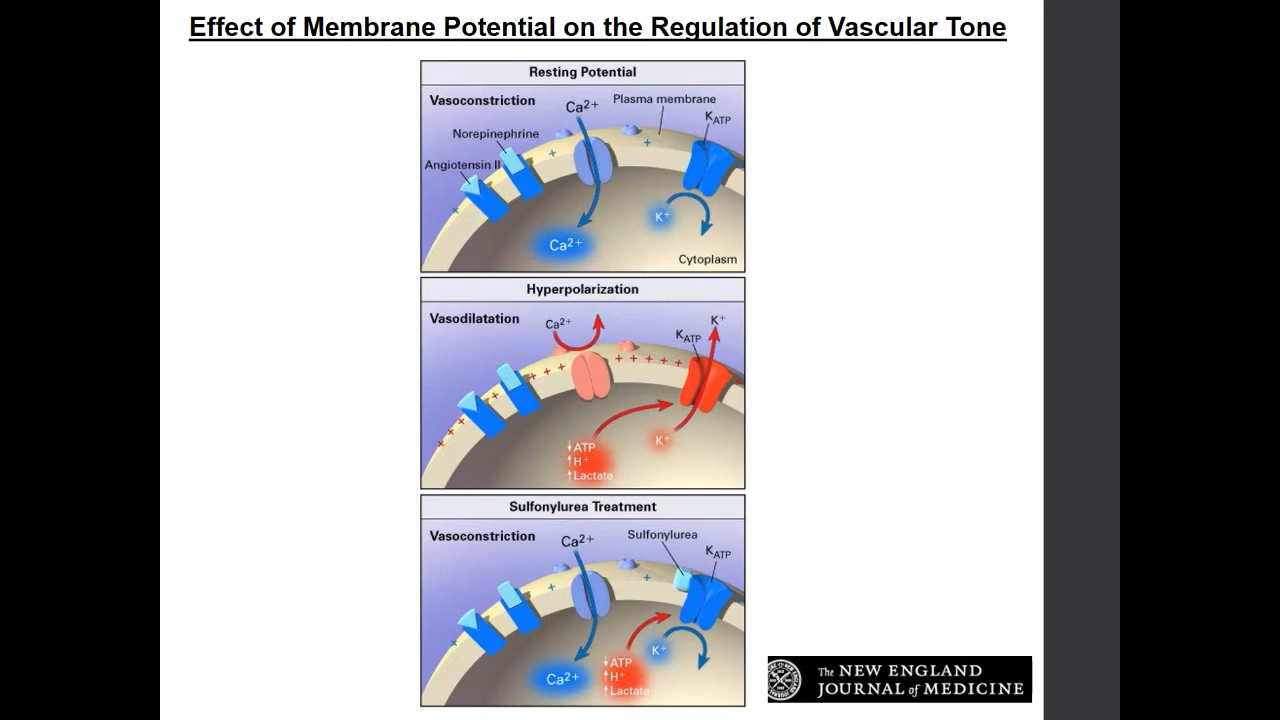 Effect of Membrane Potential on the Regulation of Vascular Tone
Resting Potential
Vasoconstriction
Ca2+
Plasma membrane
KATP
Norepinephrine
Angiotensin II
+
+
+
K+
Ca2+
Cytoplasm
Hyperpolarization
Vasodilatation
Ca2+
K+
KATP
+ + + + +
+ + +
+
+ + +
↓ATP
↑H+
↑Lactate
K+
Sulfonylurea Treatment
Vasoconstriction
Ca2+
Sulfonylurea
KATP
+
+
+
K+
Ca2+
↓ATP
↑H+
↑Lactate
The NEW ENGLAND
JOURNAL of MEDICINE